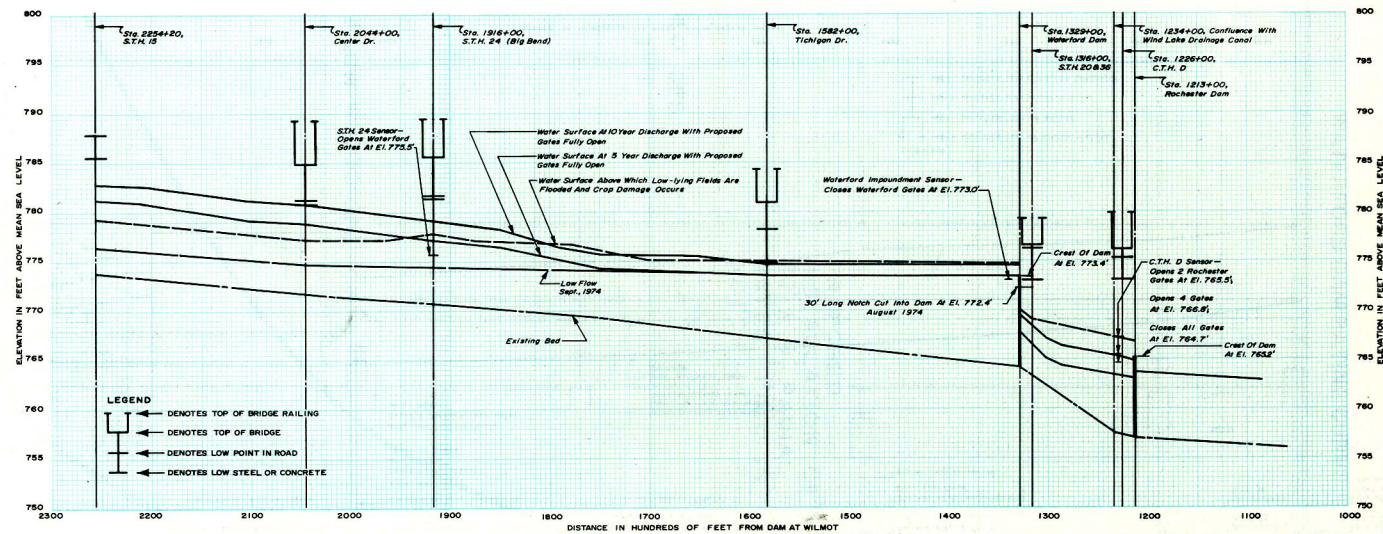 800
795
790
785
780
775
770
765
760
755
750
ELEVATION IN FEET ABOVE MEAN SEA LEVEL
Sta. 2254+20,
S.T.H. 15
Sta. 2044+00,
Center Dr.
Sta. 1916+00,
S.T.H. 24 (Big Bend)
Sta. 1582+00,
Tichigan Dr.
Sta. 1329+00,
Waterford Dam
Sta. 1316+00,
S.T.H. 20 & 36
Sta. 1234+00, Confluence With
Wind Lake Drainage Canal
Sta. 1226+00,
C.T.H. D
Sta. 1213+00,
Rochester Dam
S.T.H. 24 Sensor—
Opens Waterford
Gates At El. 775.5'
Water Surface At 10 Year Discharge With Proposed
Gates Fully Open
Water Surface At 5 Year Discharge With Proposed
Gates Fully Open
Water Surface Above Which Low-lying Fields Are
Flooded And Crop Damage Occurs
Waterford Impoundment Sensor—
Closes Waterford Gates At El. 773.0'
Crest Of Dam
At El. 773.4'
30' Long Notch Cut Into Dam At El. 772.4'
August 1974
C.T.H. D Sensor—
Opens 2 Rochester
Gates At El. 765.5',
Opens 4 Gates
At El. 766.8',
Closes All Gates
At El. 764.7'
Crest Of Dam
At El. 765.2'
Low Flow
Sept., 1974
Existing Bed
LEGEND
DENOTES TOP OF BRIDGE RAILING
DENOTES TOP OF BRIDGE
DENOTES LOW POINT IN ROAD
DENOTES LOW STEEL OR CONCRETE
800
795
790
785
780
775
770
765
760
755
750
ELEVATION IN FEET ABOVE MEAN SEA LEVEL
2300 2200 2100 2000 1900 1800 1700 1600 1500 1400 1300 1200 1100 1000
DISTANCE IN HUNDREDS OF FEET FROM DAM AT WILMOT